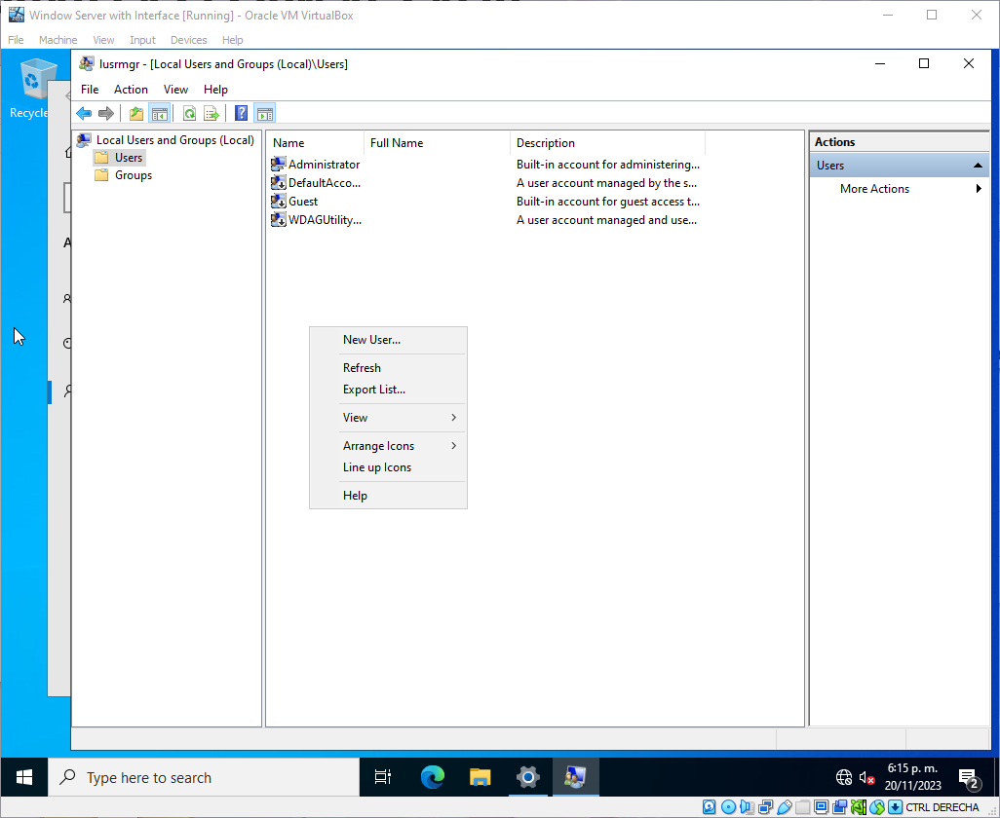 Window Server with Interface [Running] - Oracle VM VirtualBox
File Machine View Input Devices Help
Recycle
lusrmgr - [Local Users and Groups (Local)\Users]
File Action View Help
Local Users and Groups (Local)
Users
Groups
Name Full Name Description
Administrator Built-in account for administering...
DefaultAcco... A user account managed by the s...
Guest Built-in account for guest access t...
WDAGUtility... A user account managed and use...
Actions
Users
More Actions
A
New User...
Refresh
Export List...
View
Arrange Icons
Line up Icons
Help
Type here to search
6:15 p. m.
20/11/2023
2
CTRL DERECHA